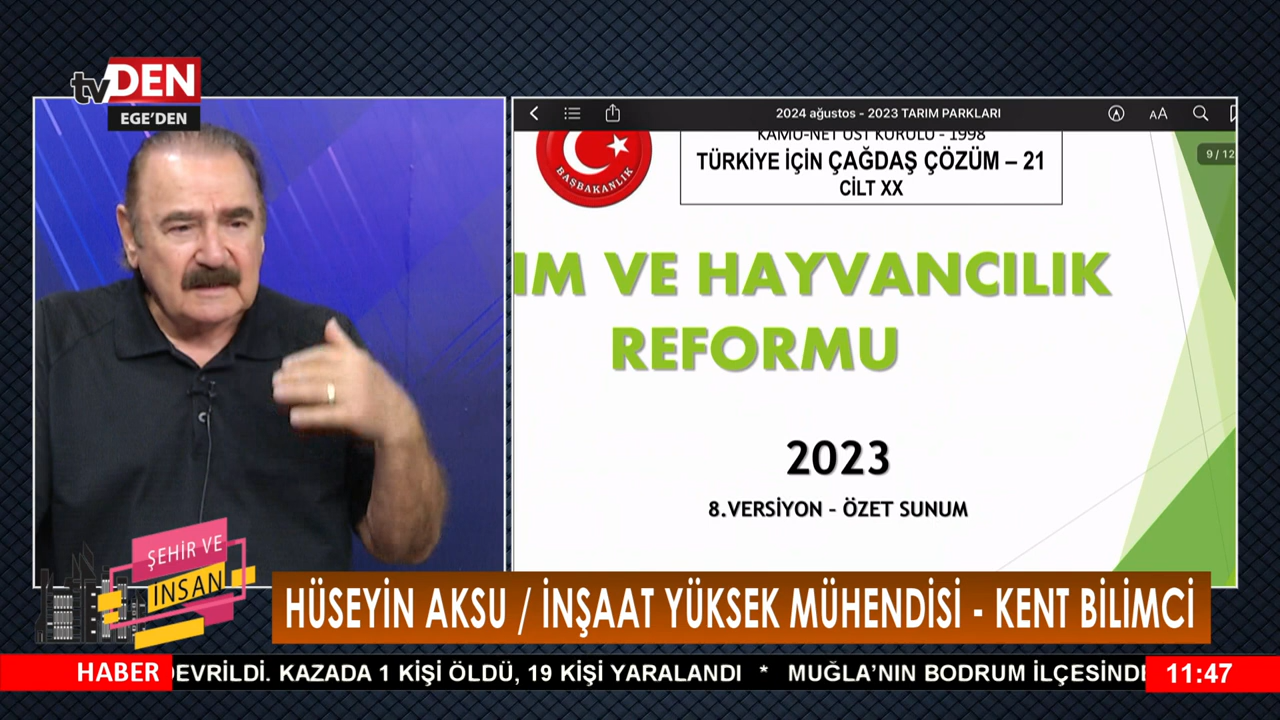 tvDEN
EGE'DEN
2024 ağustos - 2023 TARIM PARKLARI
AA
9 / 12
KAMU-NET ÜST KURULU - 1998
TÜRKİYE İÇİN ÇAĞDAŞ ÇÖZÜM – 21
CİLT XX
BAŞBAKANLIK
IM VE HAYVANCILIK
REFORMU
2023
8.VERSİYON – ÖZET SUNUM
ŞEHİR VE
İNSAN
HÜSEYİN AKSU / İNŞAAT YÜKSEK MÜHENDİSİ - KENT BİLİMCİ
HABER
DEVRİLDİ. KAZADA 1 KİŞİ ÖLDÜ, 19 KİŞİ YARALANDI * MUĞLA'NIN BODRUM İLÇESİNDE
11:47